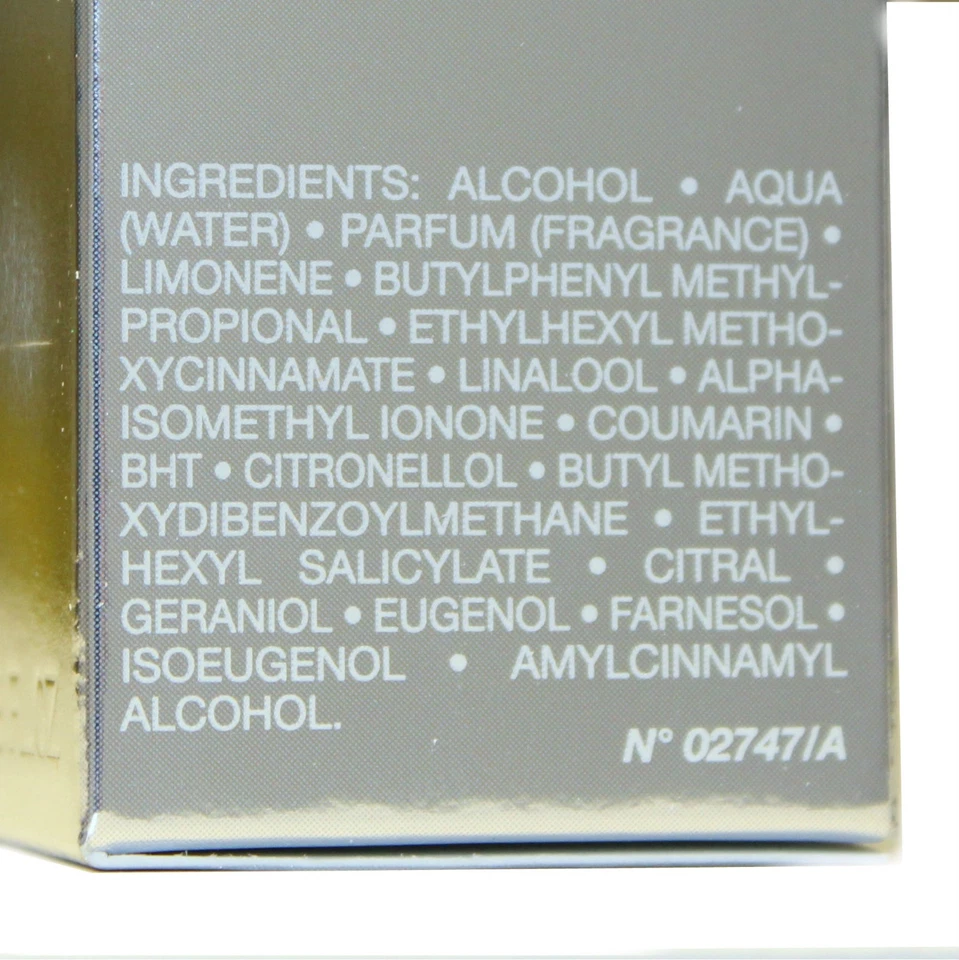 INGREDIENTS: ALCOHOL • AQUA
(WATER) • PARFUM (FRAGRANCE) •
LIMONENE • BUTYLPHENYL METHYL-
PROPIONAL • ETHYLHEXYL METHO-
XYCINNAMATE • LINALOOL • ALPHA-
ISOMETHYL IONONE • COUMARIN •
BHT • CITRONELLOL • BUTYL METHO-
XYDIBENZOYLMETHANE • ETHYL-
HEXYL SALICYLATE • CITRAL •
GERANIOL • EUGENOL • FARNESOL •
ISOEUGENOL • AMYLCINNAMYL
ALCOHOL.
N° 02747/A